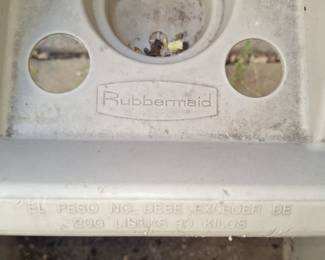 Rubbermaid
EL PESO NO DEBE EXCEDER DE
200 LIBRAS 90 KILOS